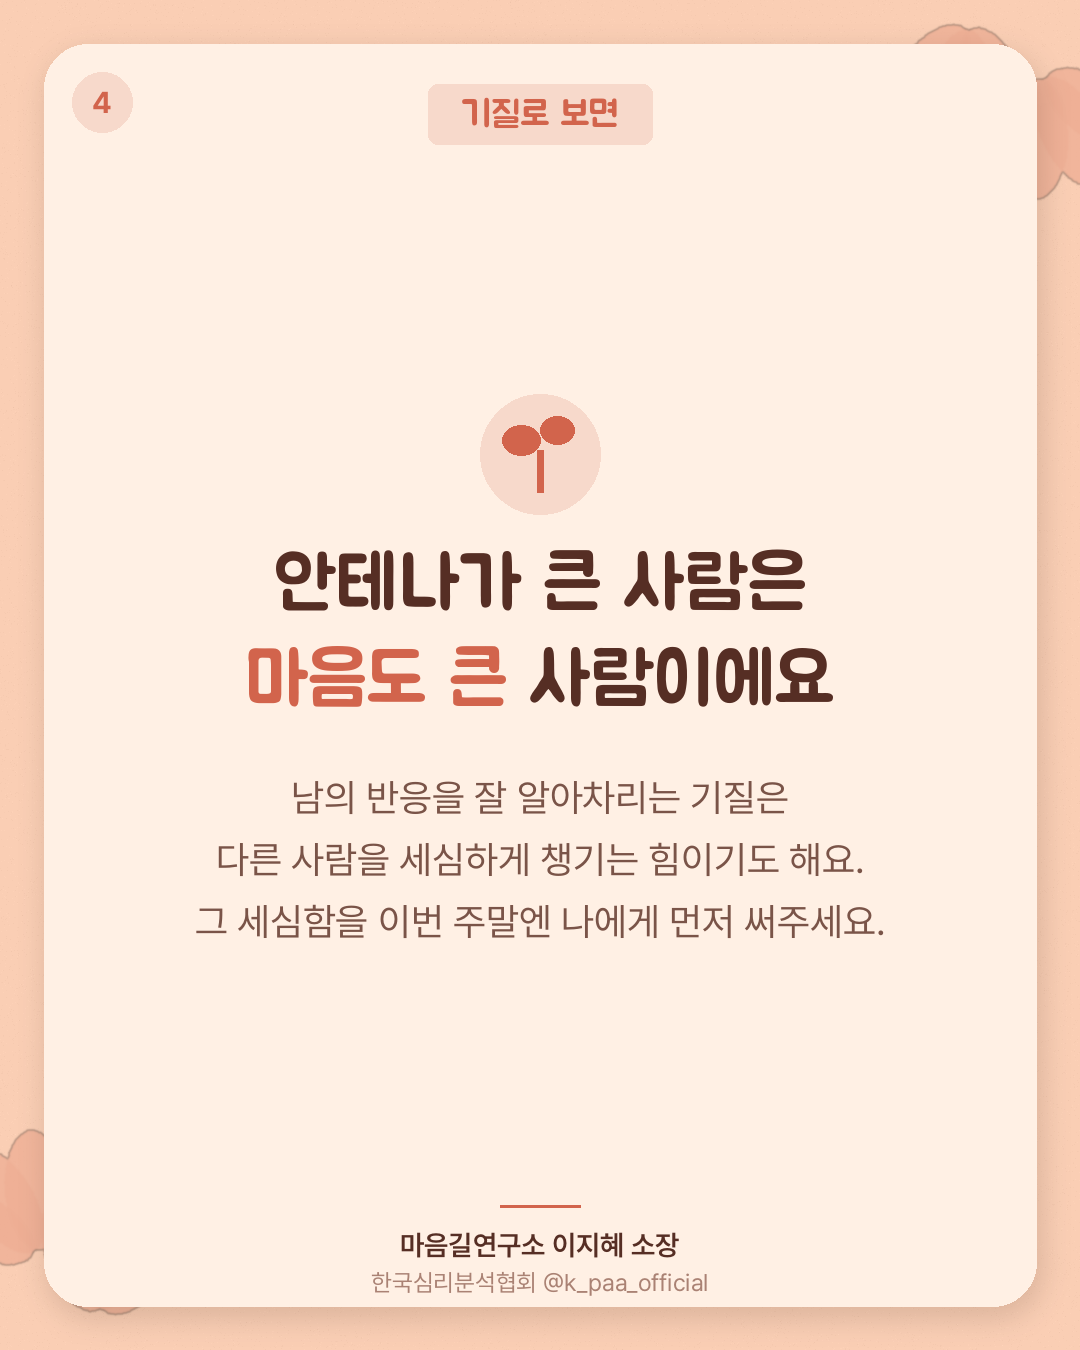 4
기질로 보면
안테나가 큰 사람은
마음도 큰 사람이에요
남의 반응을 잘 알아차리는 기질은
다른 사람을 세심하게 챙기는 힘이기도 해요.
그 세심함을 이번 주말엔 나에게 먼저 써주세요.
마음길연구소 이지혜 소장
한국심리분석협회 @k_paa_official